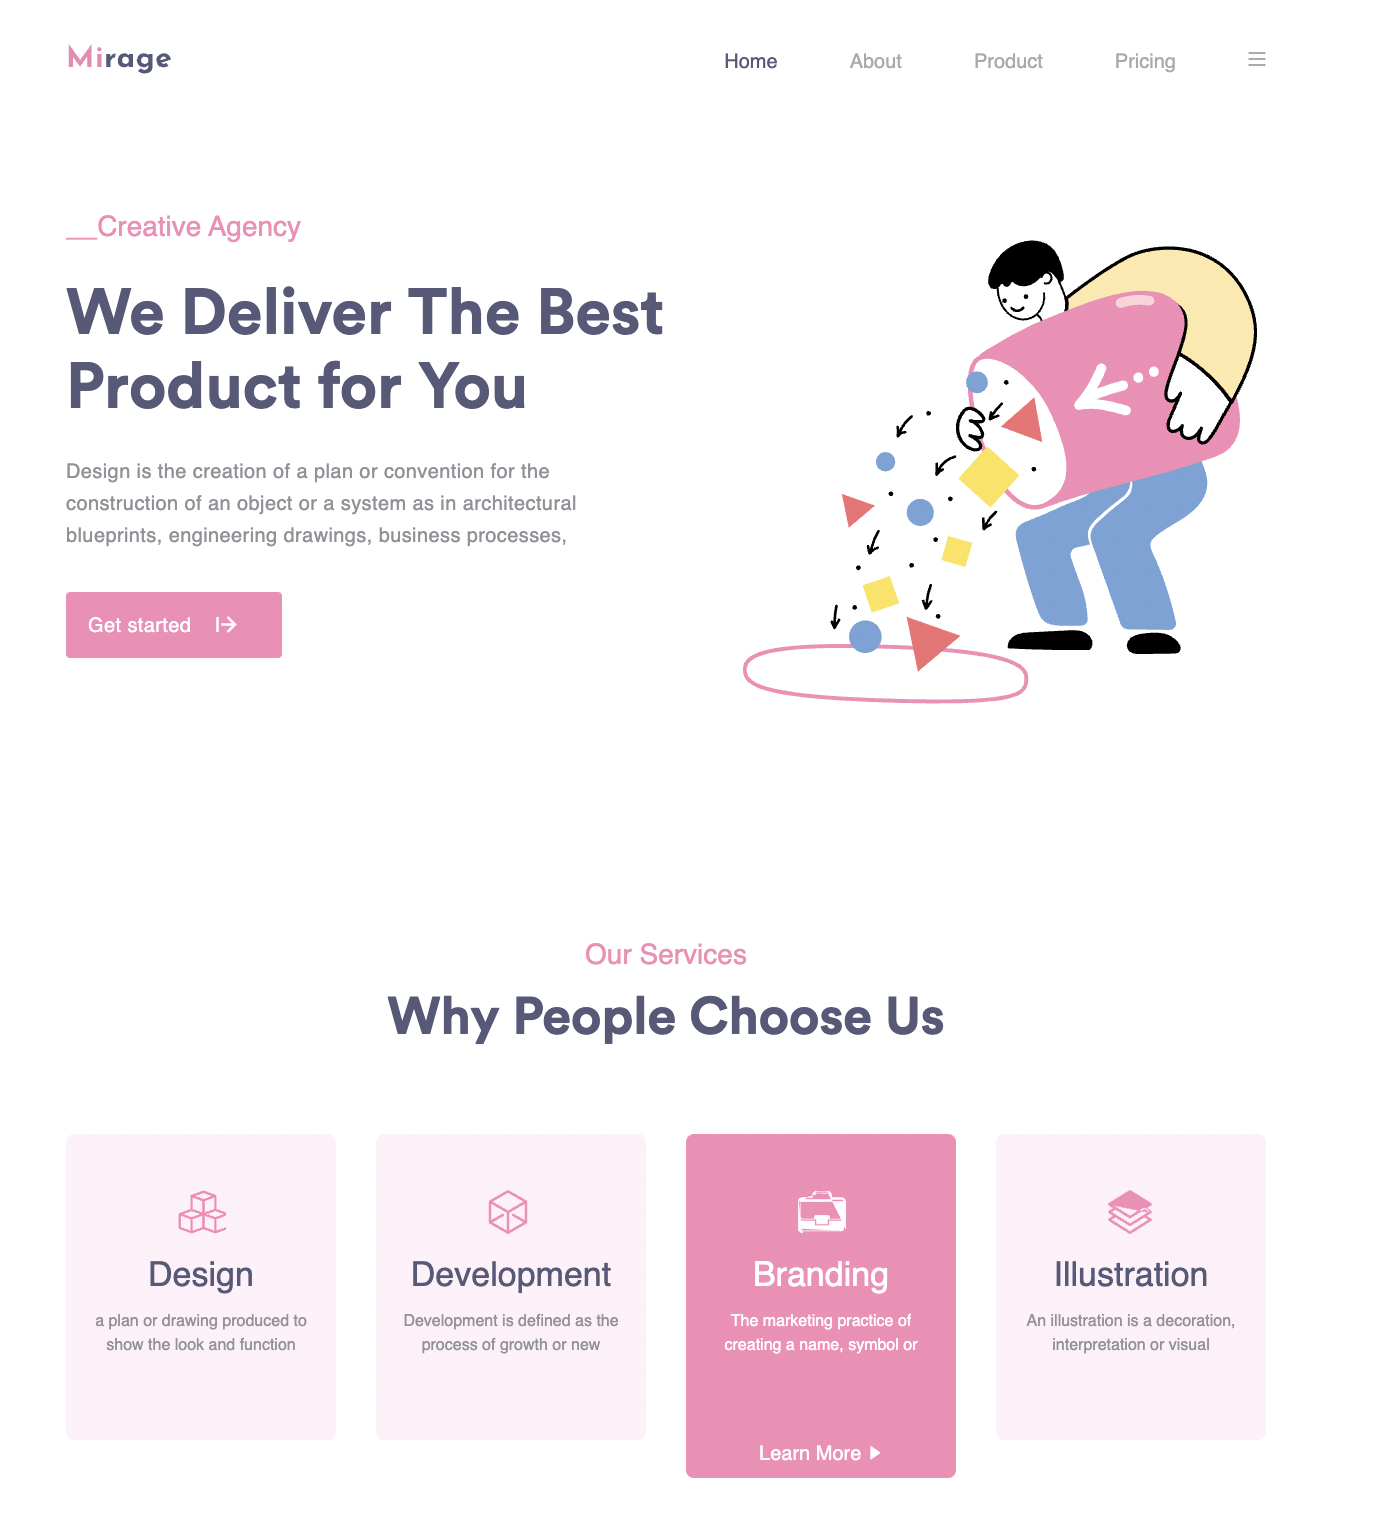 Mirage
Home About Product Pricing
__Creative Agency
We Deliver The Best
Product for You
Design is the creation of a plan or convention for the
construction of an object or a system as in architectural
blueprints, engineering drawings, business processes,
Get started
Our Services
Why People Choose Us
Design
a plan or drawing produced to
show the look and function
Development
Development is defined as the
process of growth or new
Branding
The marketing practice of
creating a name, symbol or
Learn More
Illustration
An illustration is a decoration,
interpretation or visual